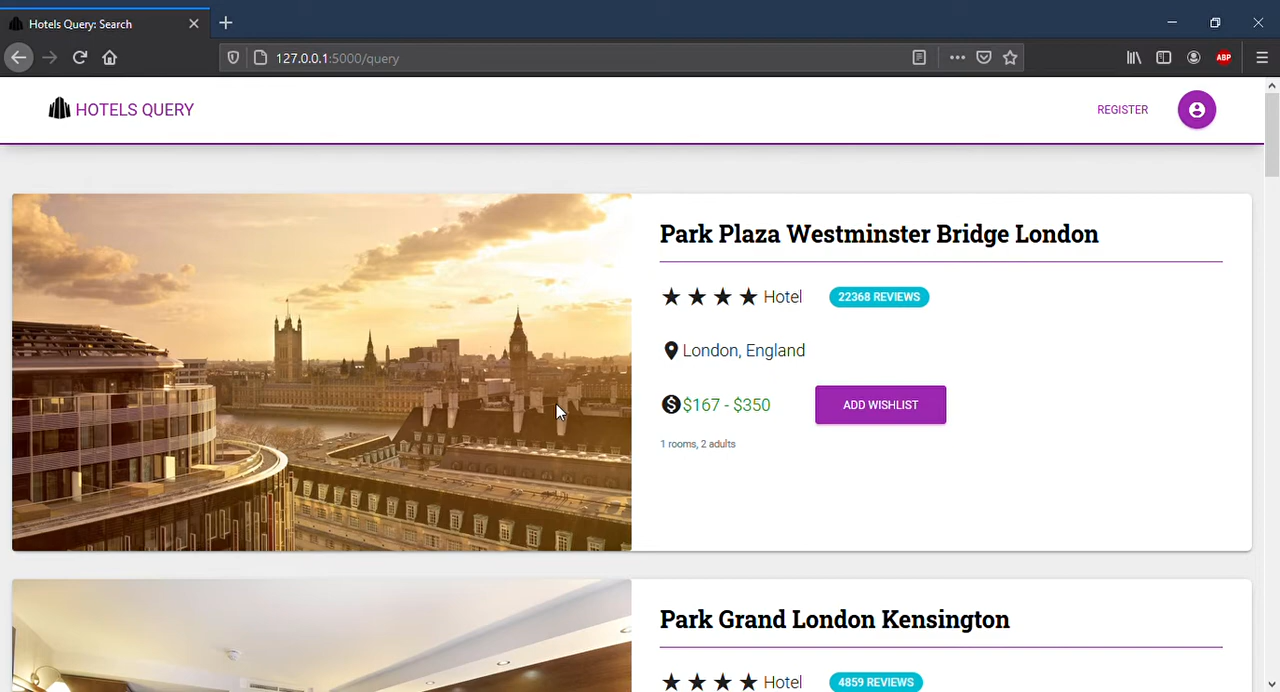 Hotels Query: Search
127.0.0.1:5000/query
ABP
HOTELS QUERY
REGISTER
Park Plaza Westminster Bridge London
Hotel 22368 REVIEWS
London, England
$167 - $350 ADD WISHLIST
1 rooms, 2 adults
Park Grand London Kensington
Hotel 4859 REVIEWS